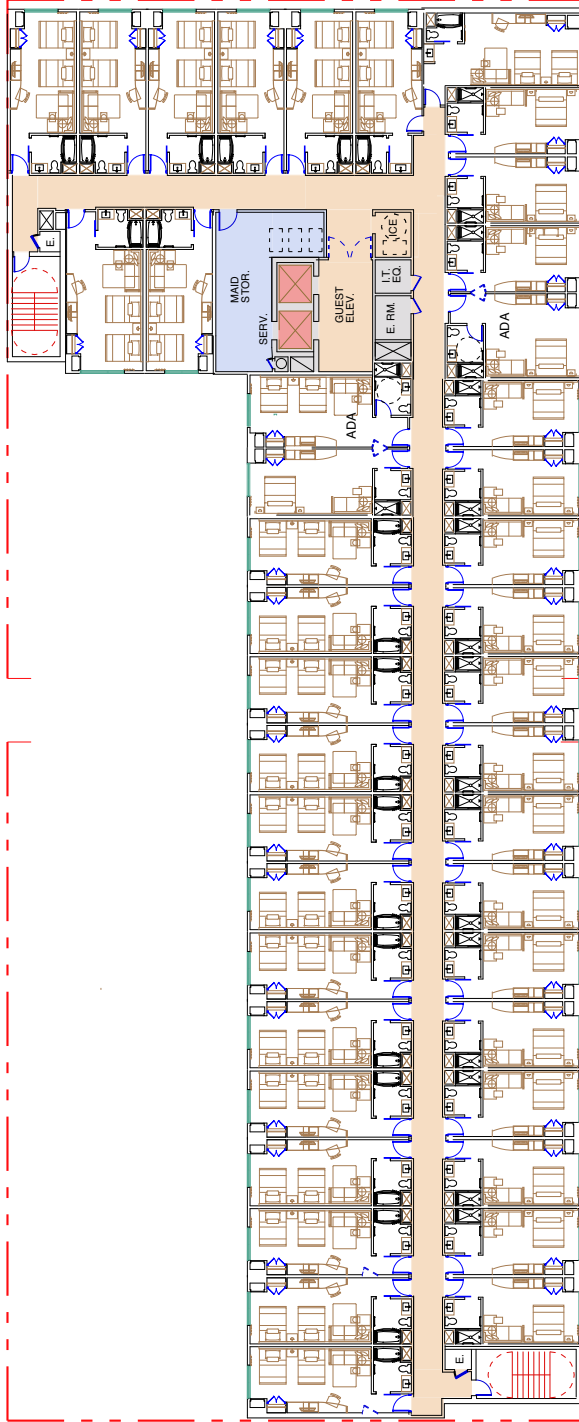 E.
MAID
STOR.
SERV.
GUEST
ELEV.
ICE
I.T.
EQ.
E. RM.
ADA
ADA
E.